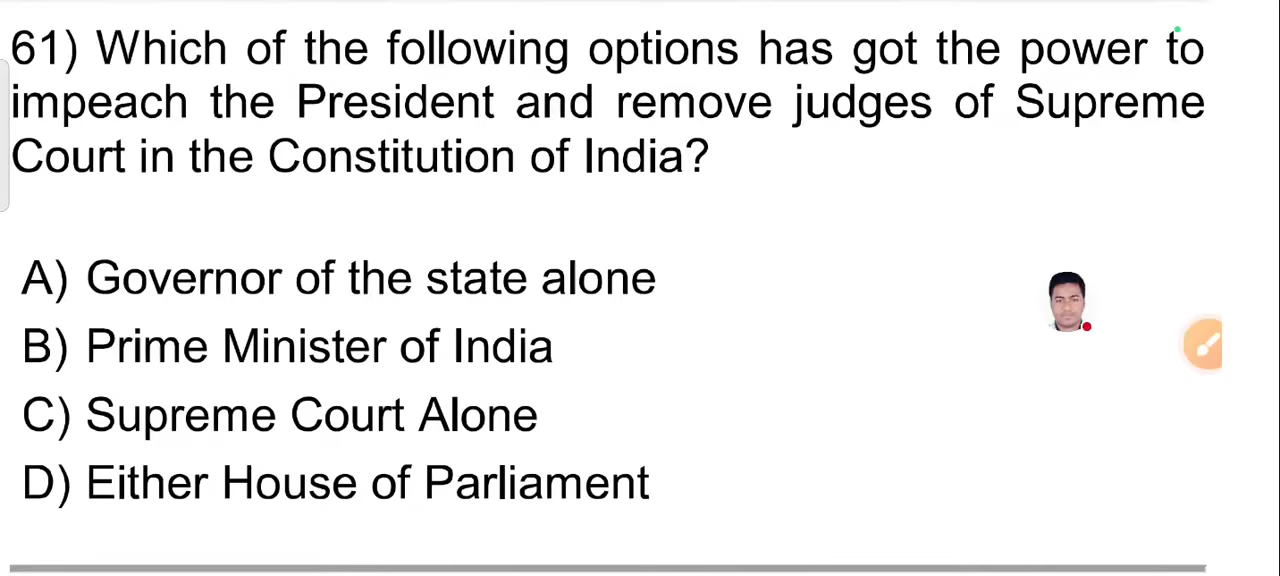 61) Which of the following options has got the power to
impeach the President and remove judges of Supreme
Court in the Constitution of India?
A) Governor of the state alone
B) Prime Minister of India
C) Supreme Court Alone
D) Either House of Parliament